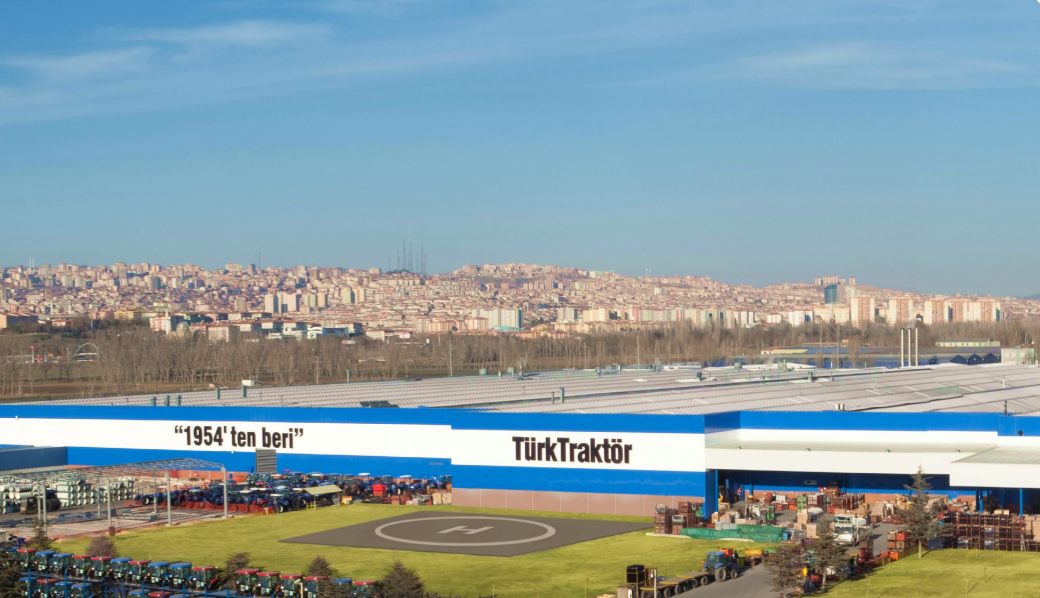 “1954' ten beri”
TürkTraktör
H